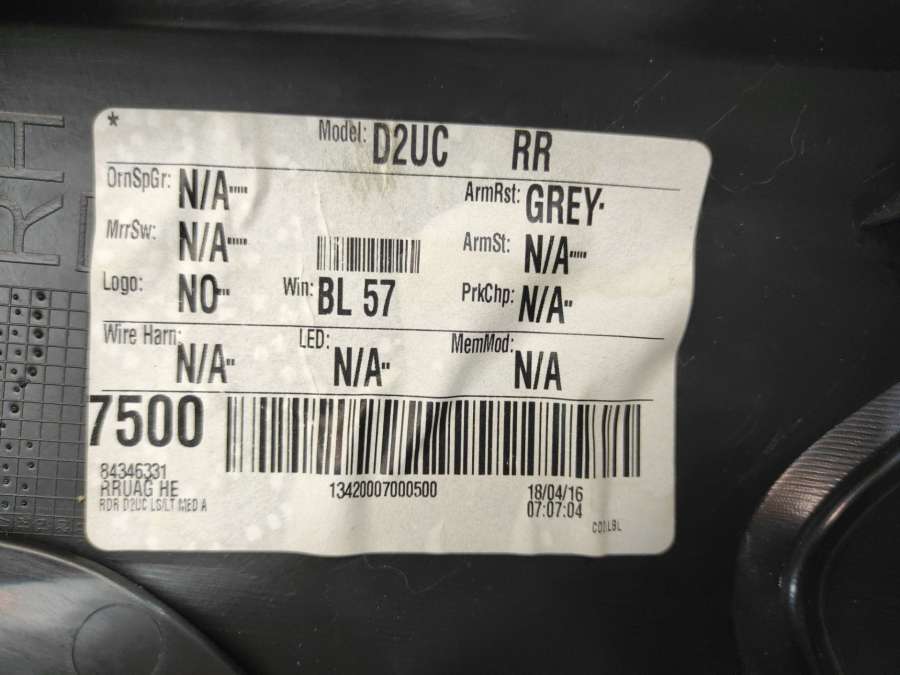 *
Model: D2UC RR
OrnSpGr: N/A
ArmRst: GREY
MrrSw: N/A
ArmSt: N/A
Logo: NO
Win: BL 57
PrkChp: N/A
Wire Harn: N/A
LED: N/A
MemMod: N/A
7500
84346331
RRUAG HE
RDR D2UC LS/LT MED A
13420007000500
18/04/16
07:07:04
RH